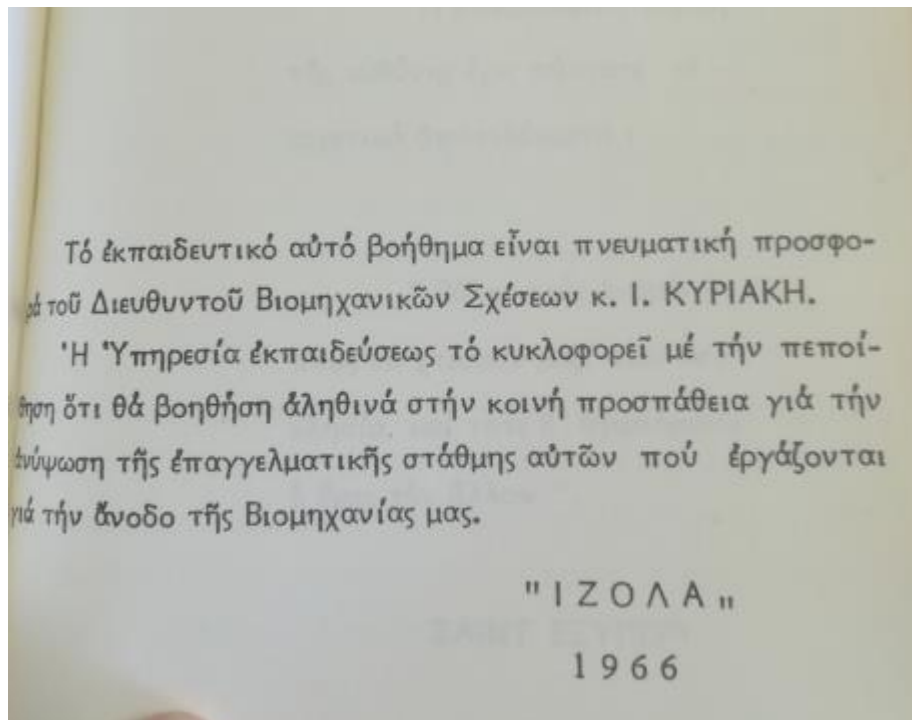 Τό ἐκπαιδευτικό αὐτό βοήθημα εἶναι πνευματική προσφο-
ρά τοῦ Διευθυντοῦ Βιομηχανικῶν Σχέσεων κ. Ι. ΚΥΡΙΑΚΗ.
Ἡ Ὑπηρεσία ἐκπαιδεύσεως τό κυκλοφορεῖ μέ τήν πεποί-
θηση ὅτι θά βοηθήση ἀληθινά στήν κοινή προσπάθεια γιά τήν
ἀνύψωση τῆς ἐπαγγελματικῆς στάθμης αὐτῶν πού ἐργάζονται
γιά τήν ἄνοδο τῆς Βιομηχανίας μας.
"ΙΖΟΛΑ"
1966